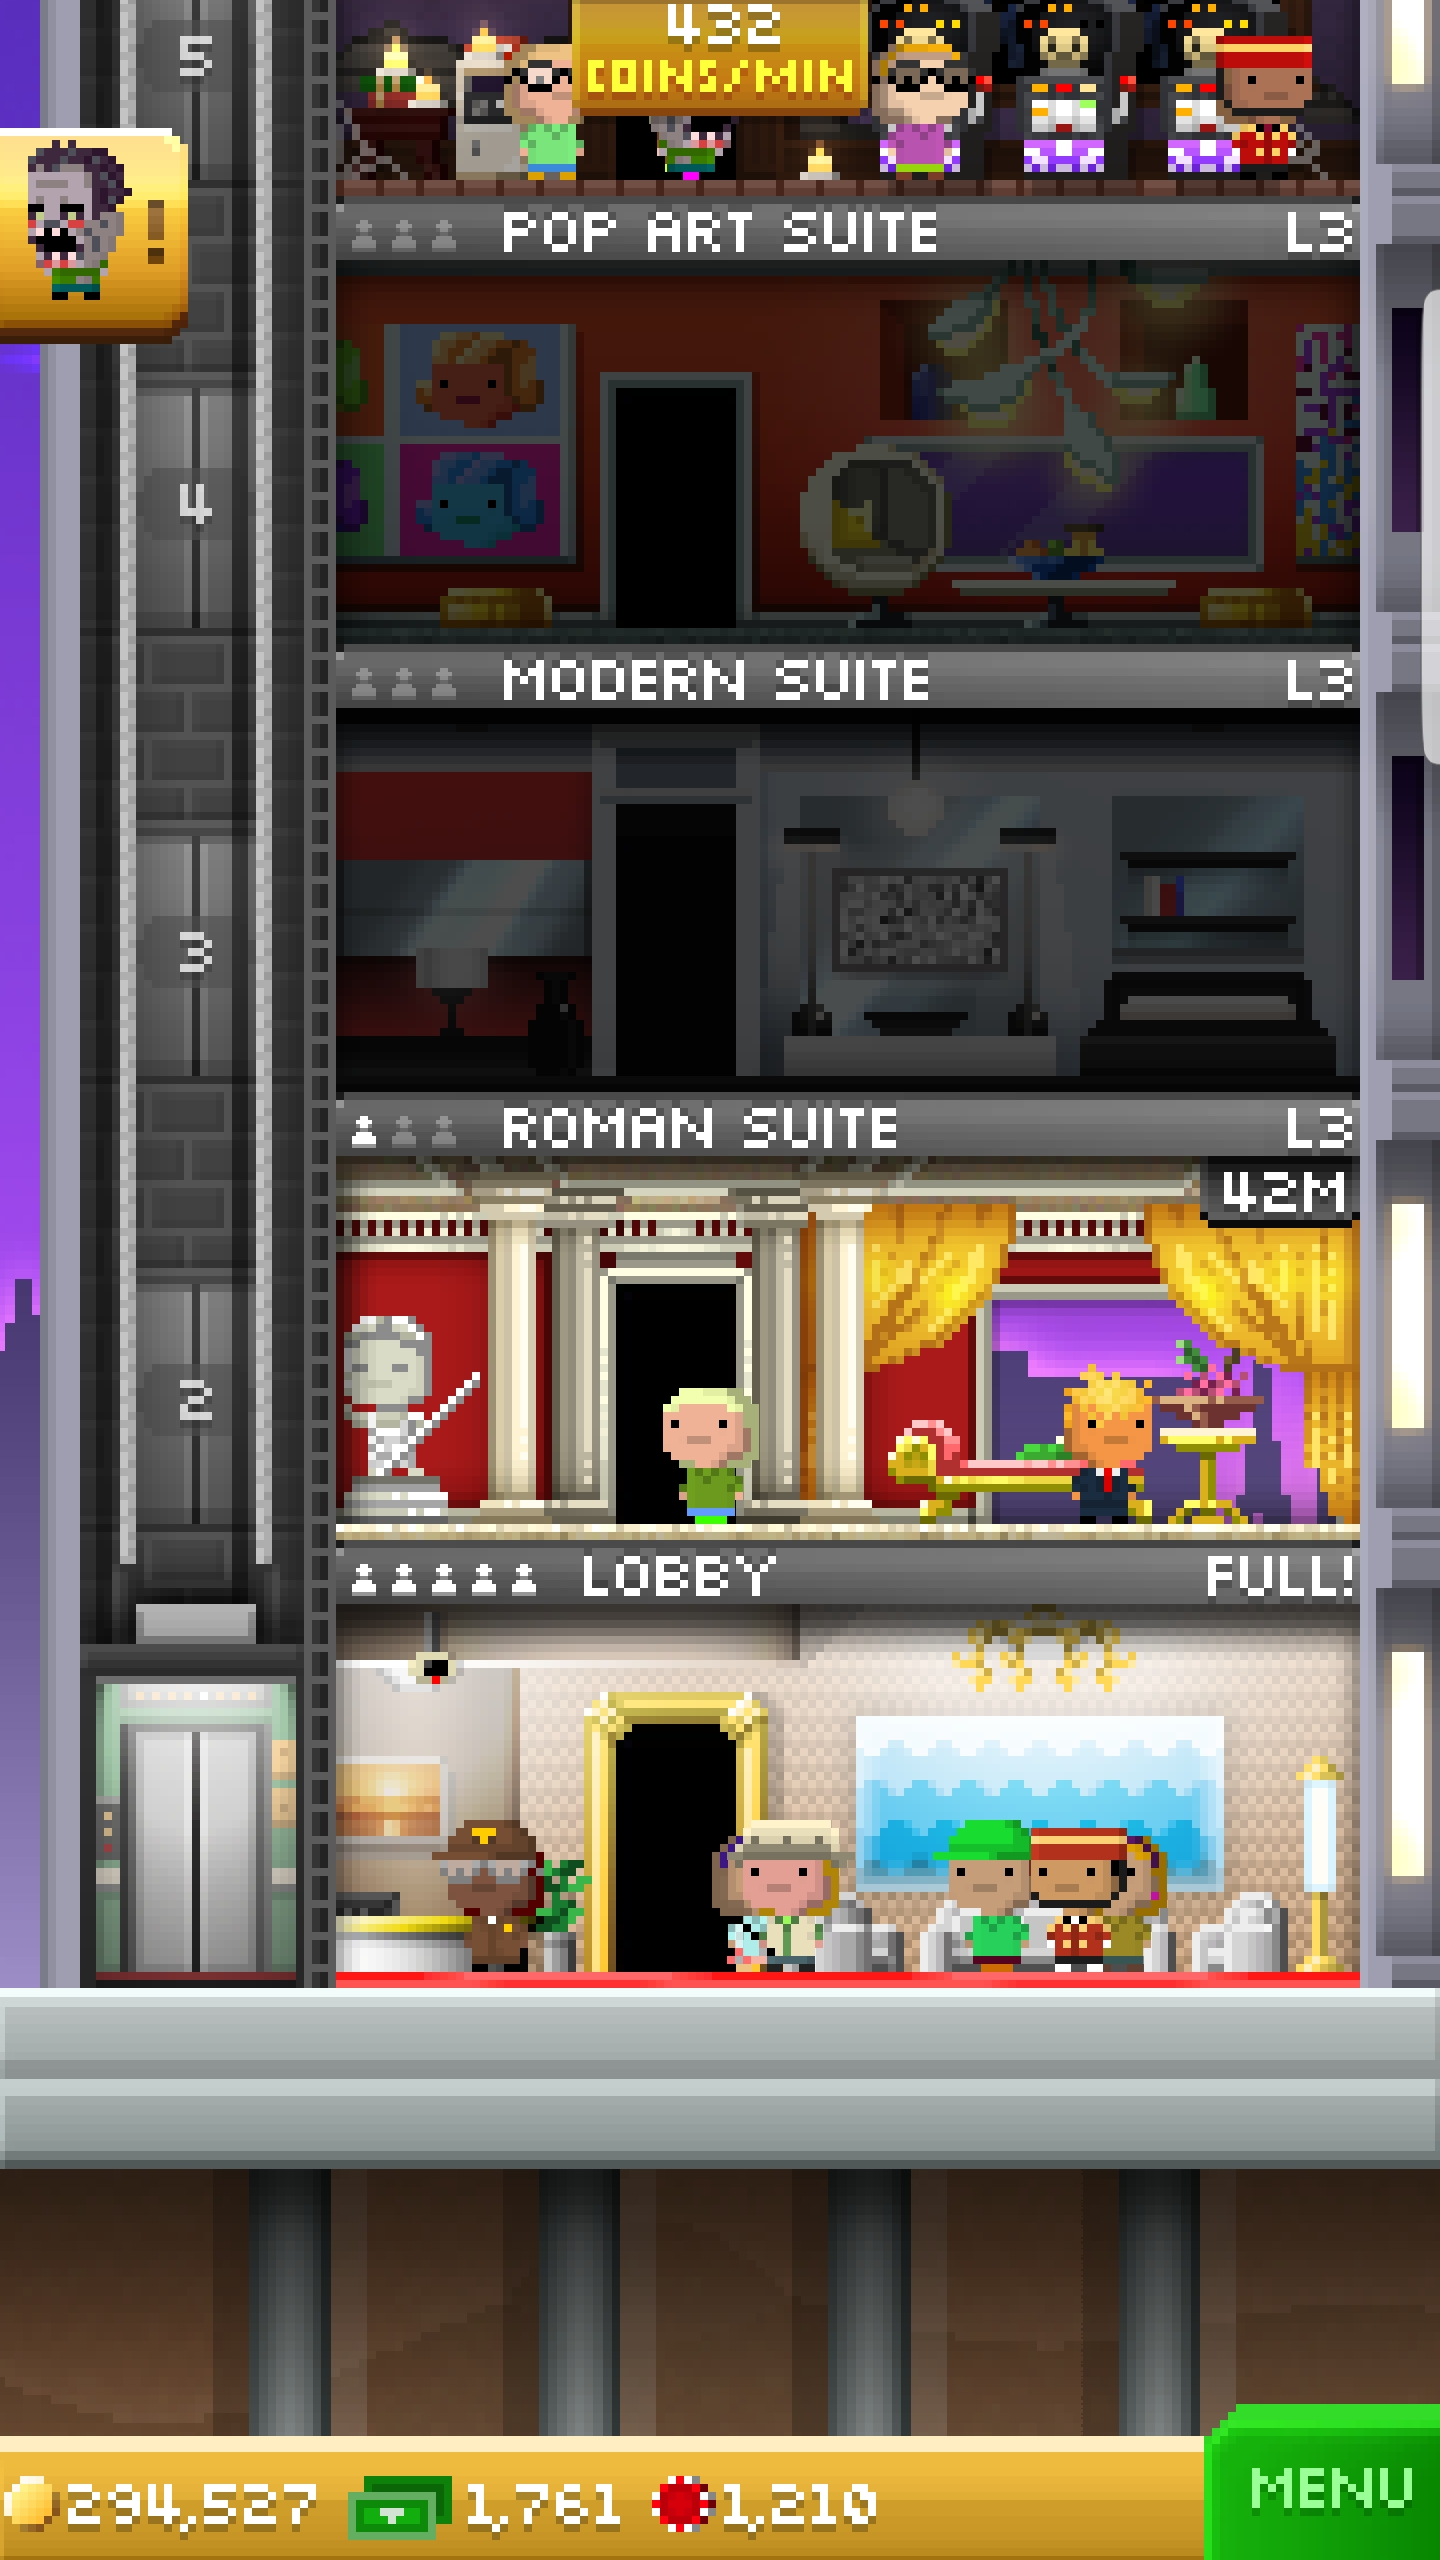 432
COINS/MIN
5
!
POP ART SUITE L3
4
MODERN SUITE L3
3
ROMAN SUITE L3
42M
2
LOBBY FULL!
294,527 1,761 1,210
MENU